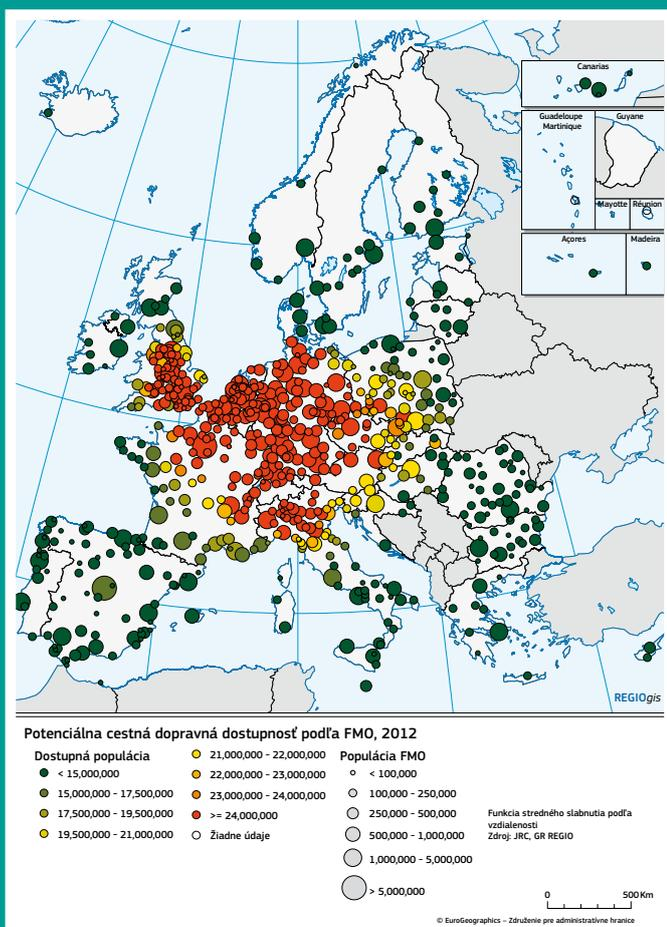 Canarias
Guadeloupe
Martinique
Guyane
Mayotte
Réunion
Açores
Madeira
REGIOgis
Potenciálna cestná dopravná dostupnosť podľa FMO, 2012
Dostupná populácia
< 15,000,000
15,000,000 - 17,500,000
17,500,000 - 19,500,000
19,500,000 - 21,000,000
21,000,000 - 22,000,000
22,000,000 - 23,000,000
23,000,000 - 24,000,000
>= 24,000,000
Žiadne údaje
Populácia FMO
< 100,000
100,000 - 250,000
250,000 - 500,000
500,000 - 1,000,000
1,000,000 - 5,000,000
> 5,000,000
Funkcia stredného slabnutia podľa
vzdialenosti
Zdroj: JRC, GR REGIO
0 500 Km
© EuroGeographics – Združenie pre administratívne hranice